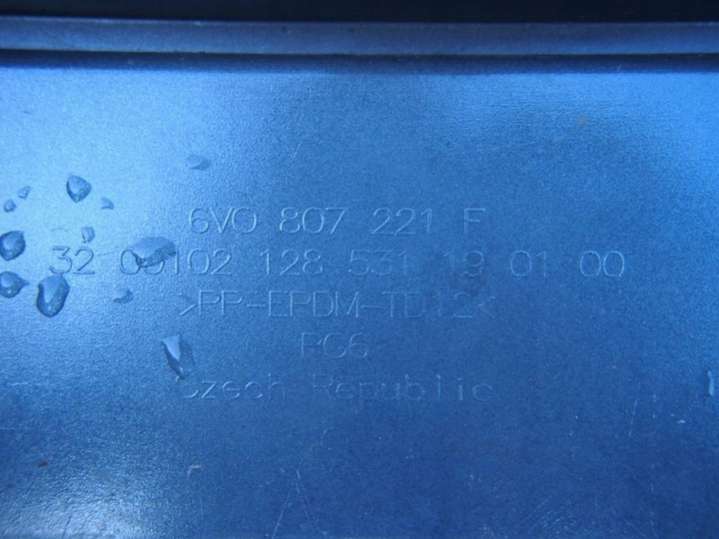 6V0 807 221 F
32 00102 128 531 19 01 00
>PP-EPDM-TD12<
PC6
Czech Republic